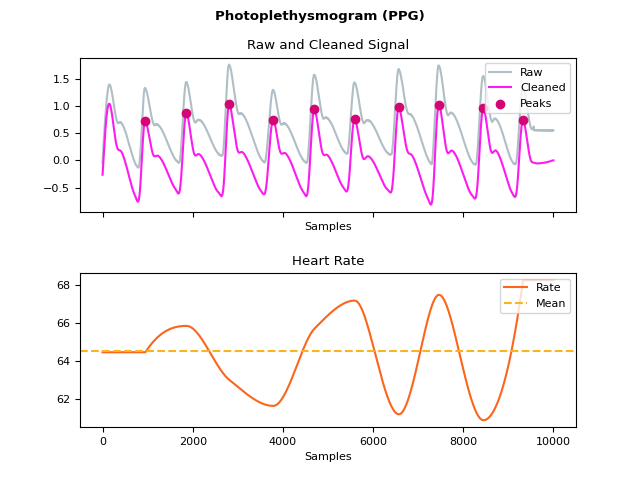 Photoplethysmogram (PPG)
Raw and Cleaned Signal
Raw
Cleaned
Peaks
1.5
1.0
0.5
0.0
−0.5
Samples
Heart Rate
Rate
Mean
68
66
64
62
0 2000 4000 6000 8000 10000
Samples